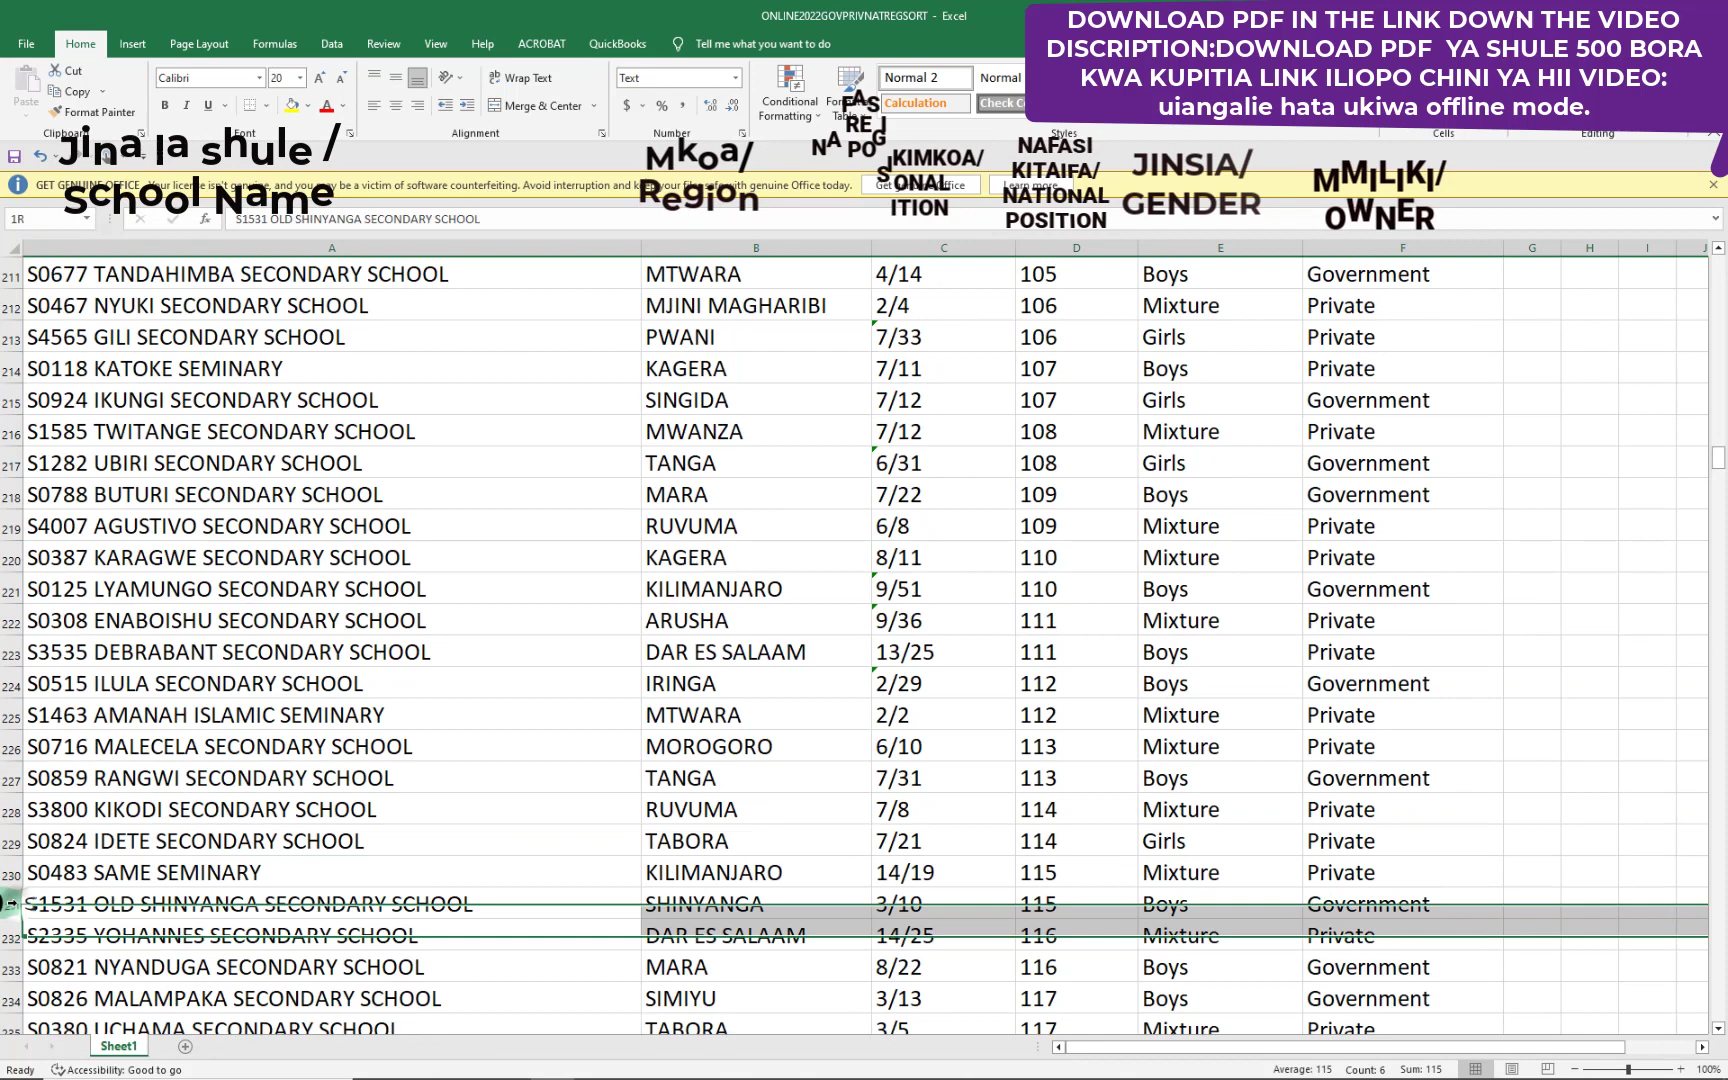 ONLINE2022GOVPRIVNATREGSORT - Excel
DOWNLOAD PDF IN THE LINK DOWN THE VIDEO
DISCRIPTION:DOWNLOAD PDF YA SHULE 500 BORA
KWA KUPITIA LINK ILIOPO CHINI YA HII VIDEO:
uiangalie hata ukiwa offline mode.
File Home Insert Page Layout Formulas Data Review View Help ACROBAT QuickBooks Tell me what you want to do
Cut
Copy
Paste
Format Painter
Calibri 20
B I U
Wrap Text
Merge & Center
Text
Conditional
Formatting
Normal 2 Normal
Calculation
Font Alignment Number Styles Cells Editing
Jina la shule /
School Name
Mkoa/
Region
KIMKOA/
NAFASI
KITAIFA/
NATIONAL
POSITION
JINSIA/
GENDER
MMILIKI/
OWNER
GET GENUINE OFFICE Your license isn't genuine, and you may be a victim of software counterfeiting. Avoid interruption and keep your files safe with genuine Office today.
1R S1531 OLD SHINYANGA SECONDARY SCHOOL
A B C D E F G H I J
211 S0677 TANDAHIMBA SECONDARY SCHOOL MTWARA 4/14 105 Boys Government
212 S0467 NYUKI SECONDARY SCHOOL MJINI MAGHARIBI 2/4 106 Mixture Private
213 S4565 GILI SECONDARY SCHOOL PWANI 7/33 106 Girls Private
214 S0118 KATOKE SEMINARY KAGERA 7/11 107 Boys Private
215 S0924 IKUNGI SECONDARY SCHOOL SINGIDA 7/12 107 Girls Government
216 S1585 TWITANGE SECONDARY SCHOOL MWANZA 7/12 108 Mixture Private
217 S1282 UBIRI SECONDARY SCHOOL TANGA 6/31 108 Girls Government
218 S0788 BUTURI SECONDARY SCHOOL MARA 7/22 109 Boys Government
219 S4007 AGUSTIVO SECONDARY SCHOOL RUVUMA 6/8 109 Mixture Private
220 S0387 KARAGWE SECONDARY SCHOOL KAGERA 8/11 110 Mixture Private
221 S0125 LYAMUNGO SECONDARY SCHOOL KILIMANJARO 9/51 110 Boys Government
222 S0308 ENABOISHU SECONDARY SCHOOL ARUSHA 9/36 111 Mixture Private
223 S3535 DEBRABANT SECONDARY SCHOOL DAR ES SALAAM 13/25 111 Boys Private
224 S0515 ILULA SECONDARY SCHOOL IRINGA 2/29 112 Boys Government
225 S1463 AMANAH ISLAMIC SEMINARY MTWARA 2/2 112 Mixture Private
226 S0716 MALECELA SECONDARY SCHOOL MOROGORO 6/10 113 Mixture Private
227 S0859 RANGWI SECONDARY SCHOOL TANGA 7/31 113 Boys Government
228 S3800 KIKODI SECONDARY SCHOOL RUVUMA 7/8 114 Mixture Private
229 S0824 IDETE SECONDARY SCHOOL TABORA 7/21 114 Girls Private
230 S0483 SAME SEMINARY KILIMANJARO 14/19 115 Mixture Private
S1531 OLD SHINYANGA SECONDARY SCHOOL SHINYANGA 3/10 115 Boys Government
232 S2335 YOHANNES SECONDARY SCHOOL DAR ES SALAAM 14/25 116 Mixture Private
233 S0821 NYANDUGA SECONDARY SCHOOL MARA 8/22 116 Boys Government
234 S0826 MALAMPAKA SECONDARY SCHOOL SIMIYU 3/13 117 Boys Government
235 S0380 UCHAMA SECONDARY SCHOOL TABORA 3/5 117 Mixture Private
Sheet1
Ready Accessibility: Good to go Average: 115 Count: 6 Sum: 115 100%